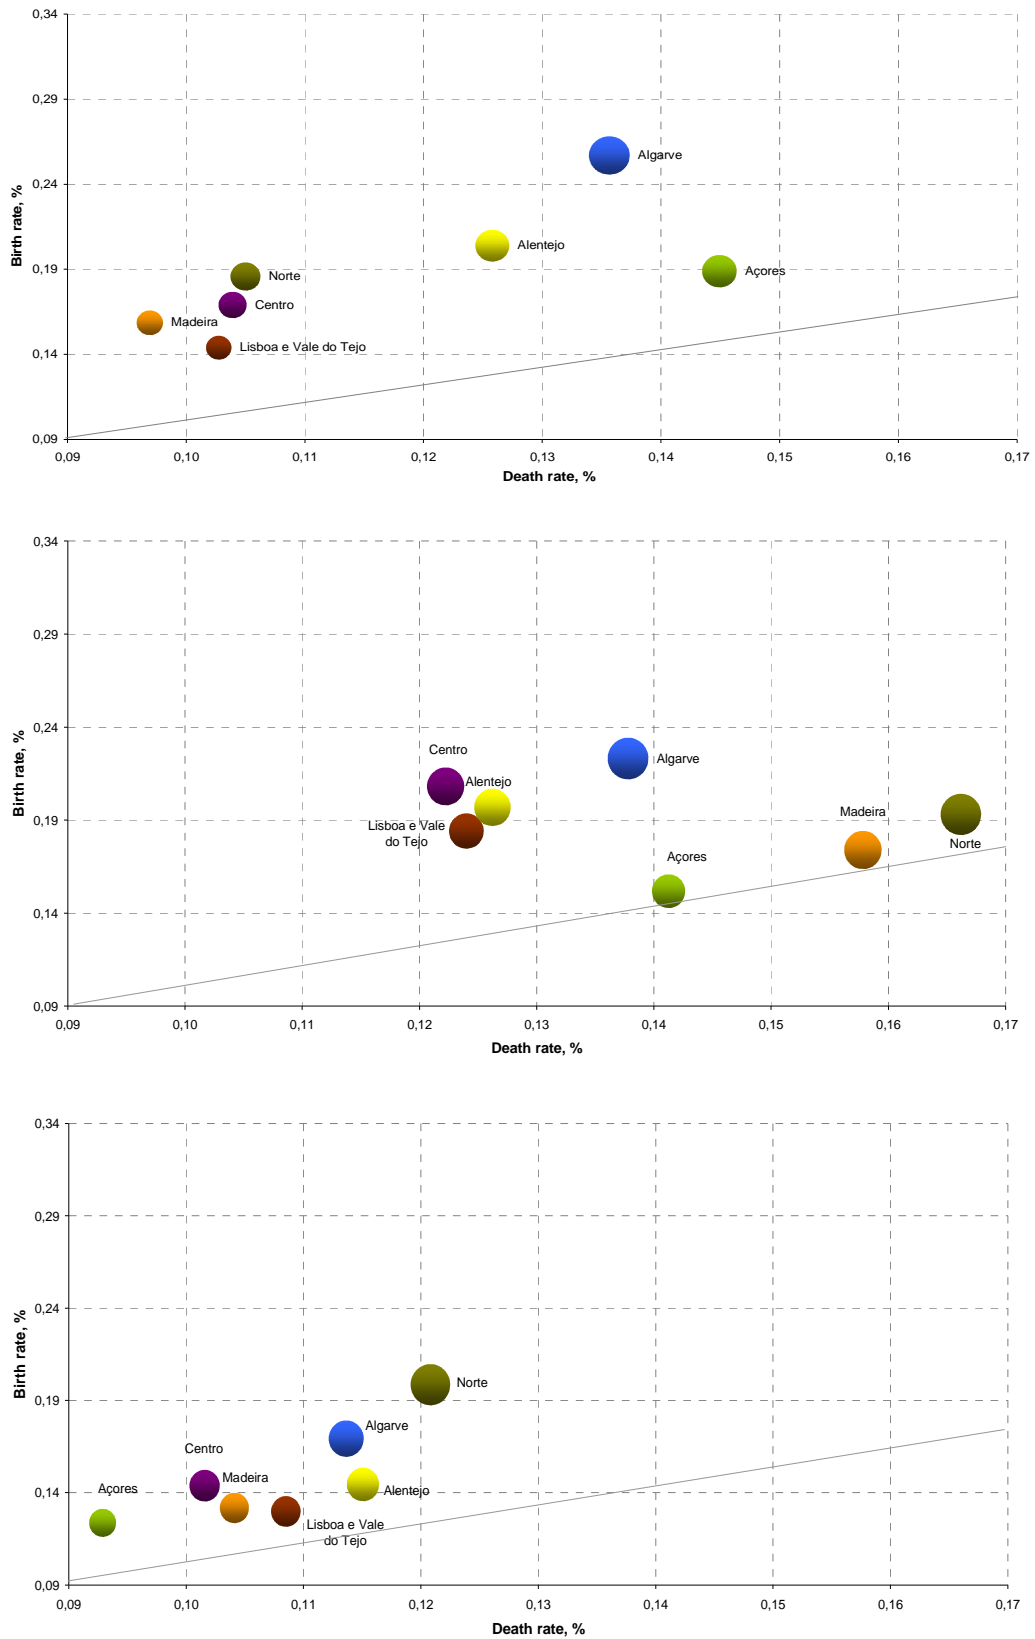 0,34
0,29
0,24
0,19
0,14
0,09
Birth rate, %
Algarve
Alentejo
Açores
Norte
Centro
Madeira
Lisboa e Vale do Tejo
0,09 0,10 0,11 0,12 0,13 0,14 0,15 0,16 0,17
Death rate, %
0,34
0,29
0,24
0,19
0,14
0,09
Birth rate, %
Centro
Algarve
Alentejo
Madeira
Lisboa e Vale
do Tejo
Norte
Açores
0,09 0,10 0,11 0,12 0,13 0,14 0,15 0,16 0,17
Death rate, %
0,34
0,29
0,24
0,19
0,14
0,09
Birth rate, %
Norte
Algarve
Centro
Madeira
Açores
Alentejo
Lisboa e Vale
do Tejo
0,09 0,10 0,11 0,12 0,13 0,14 0,15 0,16 0,17
Death rate, %